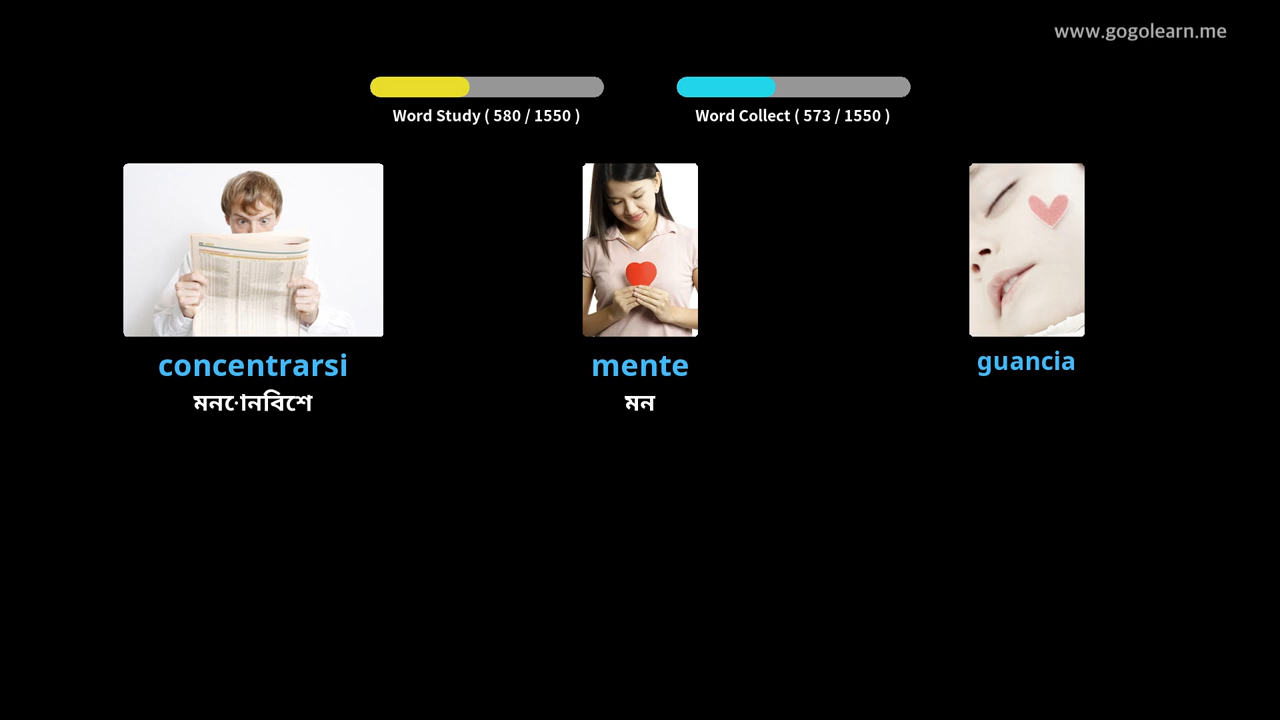 www.gogolearn.me
Word Study ( 580 / 1550 )
Word Collect ( 573 / 1550 )
concentrarsi
মনোনিবেশ
mente
মন
guancia